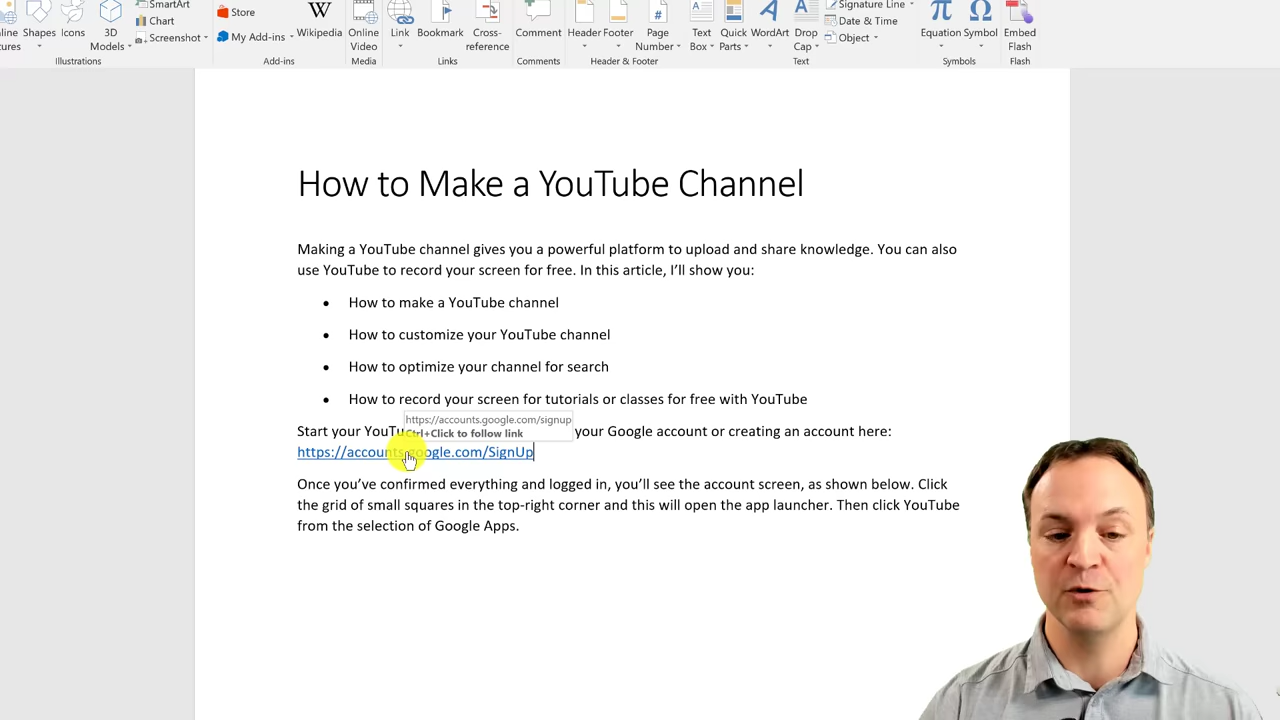 SmartArt
Signature Line
Store
Chart
Date & Time
Shapes Icons 3D Models
Screenshot
My Add-ins
Wikipedia
Online Video
Link Bookmark Cross-reference
Comment
Header Footer Page Number
Text Box Quick Parts WordArt Drop Cap
Object
Equation Symbol
Embed Flash
Illustrations Add-ins Media Links Comments Header & Footer Text Symbols Flash
How to Make a YouTube Channel
Making a YouTube channel gives you a powerful platform to upload and share knowledge. You can also
use YouTube to record your screen for free. In this article, I’ll show you:
• How to make a YouTube channel
• How to customize your YouTube channel
• How to optimize your channel for search
• How to record your screen for tutorials or classes for free with YouTube
https://accounts.google.com/signup
Ctrl+Click to follow link
Start your YouTu your Google account or creating an account here:
https://accounts.google.com/SignUp
Once you’ve confirmed everything and logged in, you’ll see the account screen, as shown below. Click
the grid of small squares in the top-right corner and this will open the app launcher. Then click YouTube
from the selection of Google Apps.